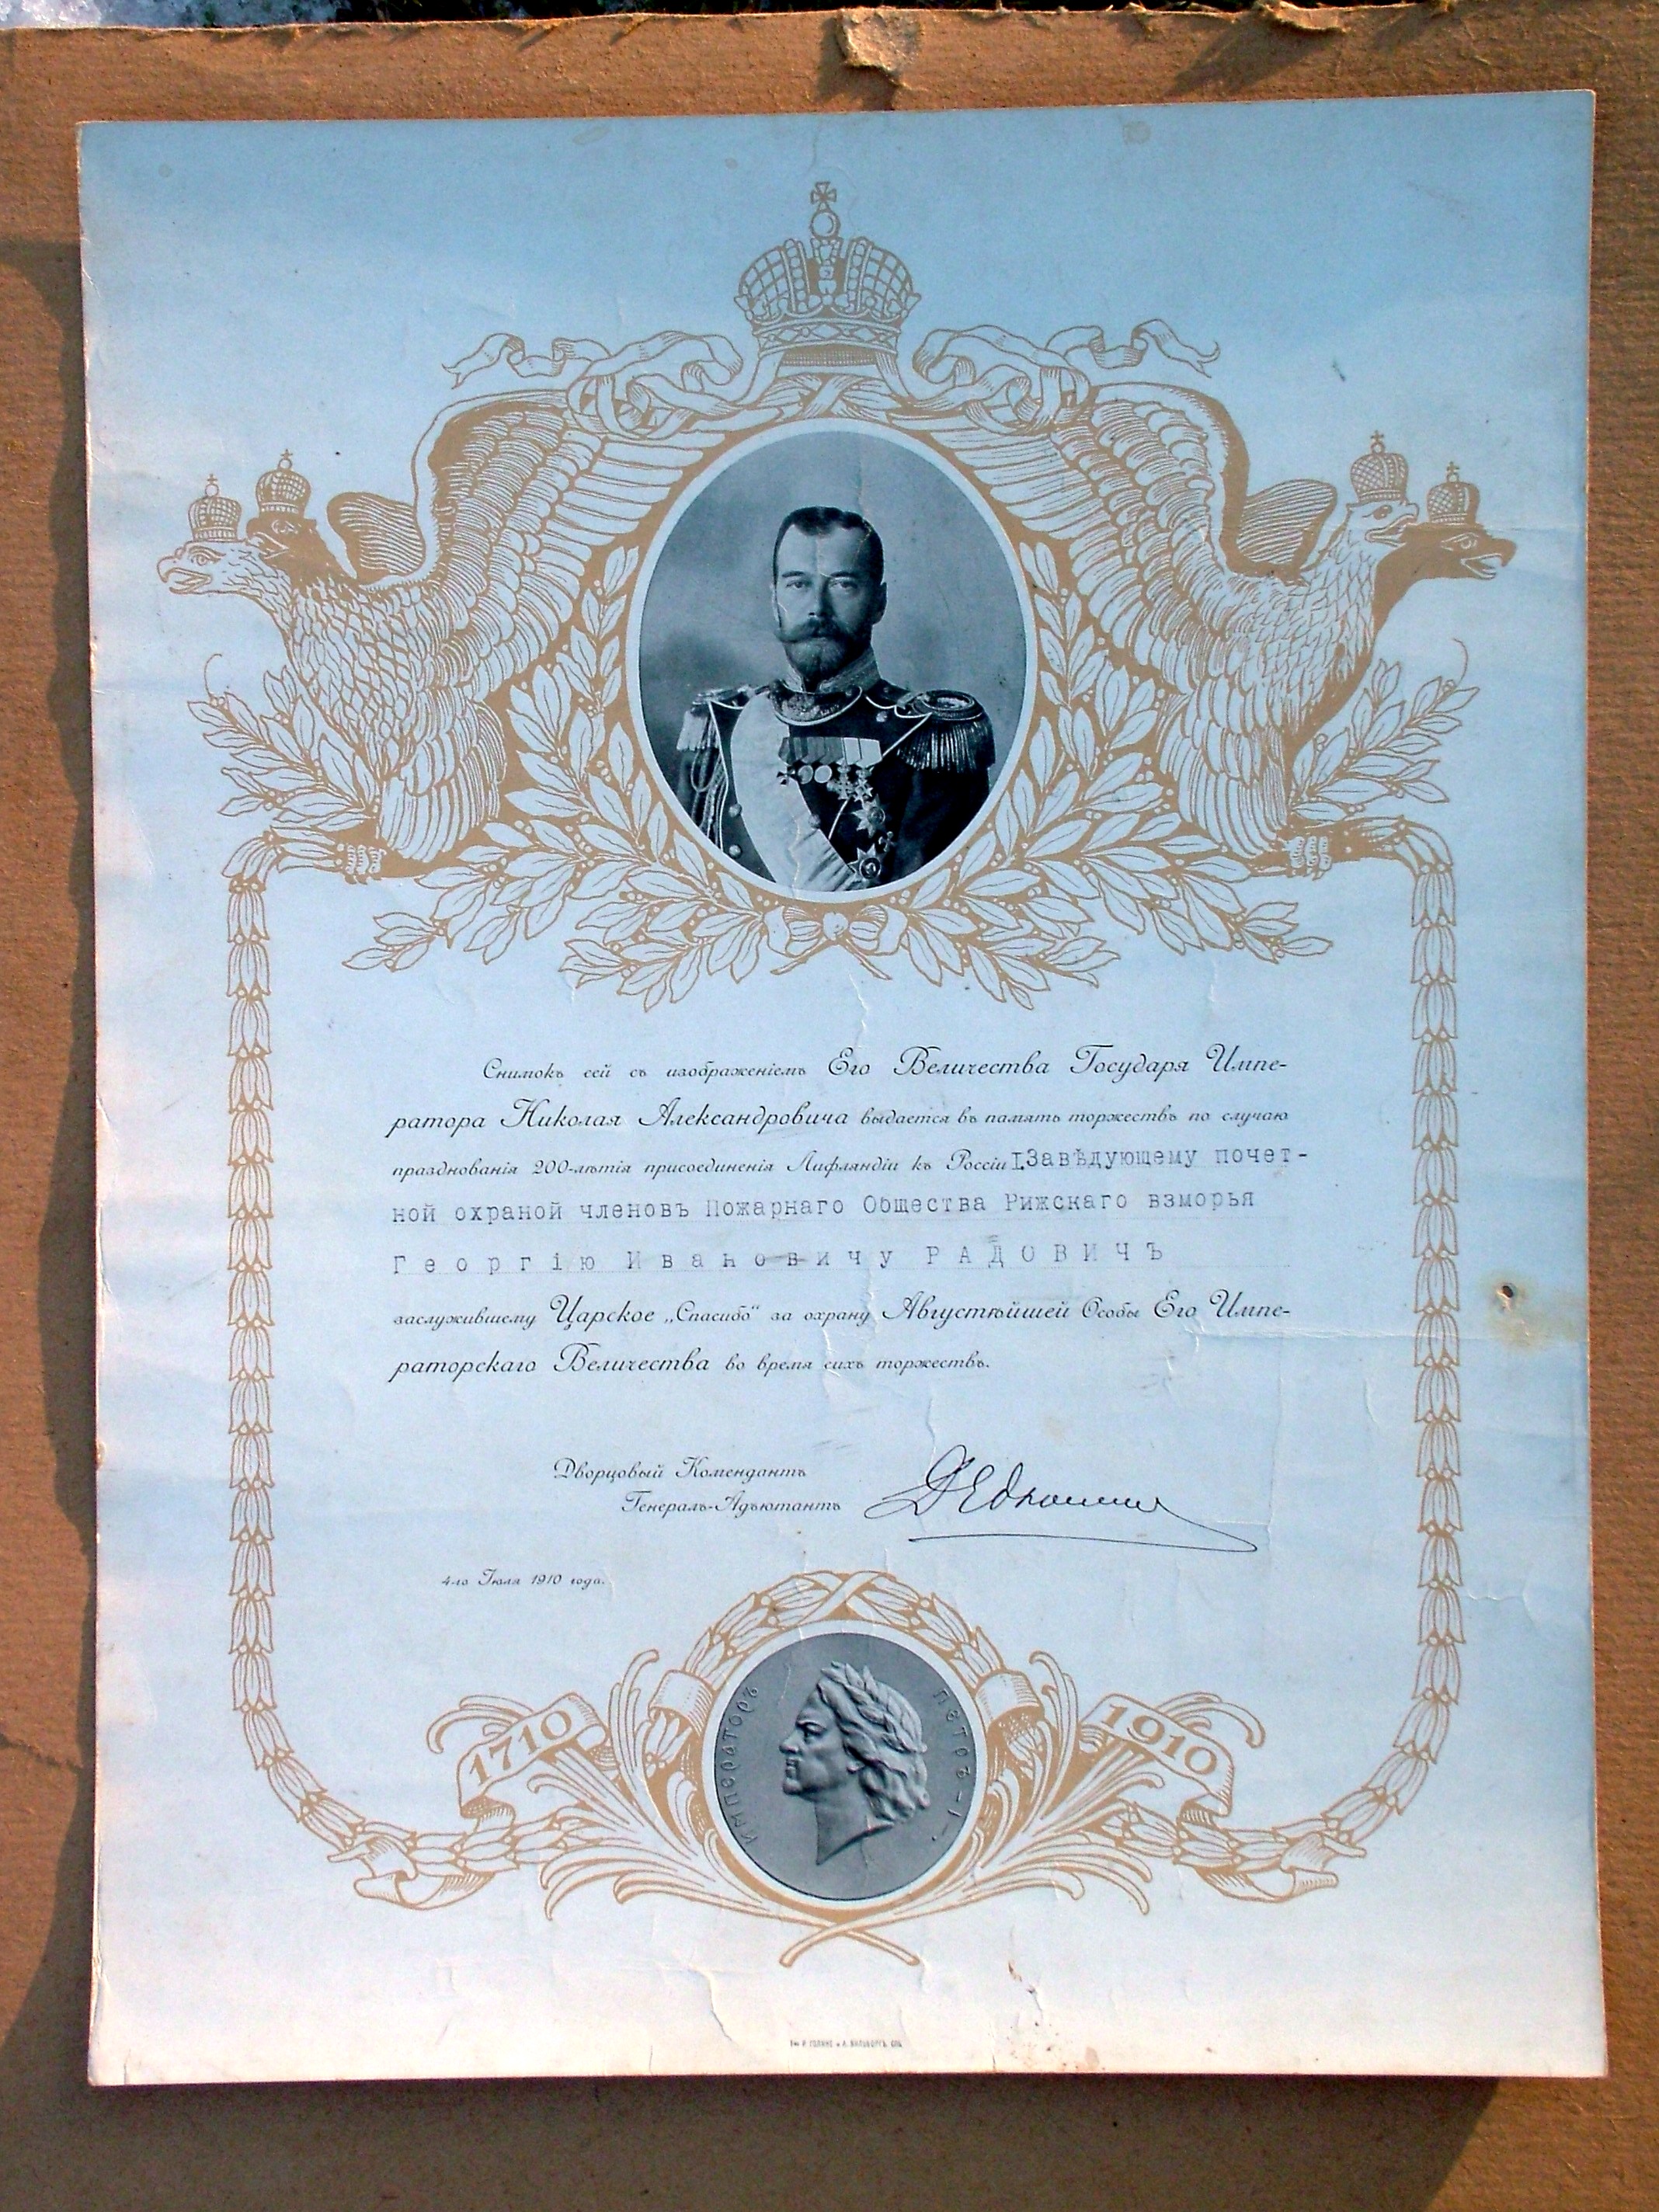 Снимокъ сей съ изображеніемъ Его Величества Государя Импе-
ратора Николая Александровича выдается въ память торжествъ по случаю
празднованія 200-лѣтія присоединенія Лифляндіи къ Россіи I.Завѣдующему почет-
ной охраной членовъ Пожарнаго Общества Рижскаго взморья
Георгію Ивановичу РАДОВИЧЪ
заслужившему Царское „Спасибо“ за охрану Августѣйшей Особы Его Импе-
раторскаго Величества во время сихъ торжествъ.
Дворцовый Комендантъ
Генералъ-Адъютантъ
4-го Іюля 1910 года.
1710
ИМПЕРАТОРЪ
ПЕТРЪ-I-
1910
Р. ГОЛИКЕ и А. ВИЛЬБОРГЪ. СПБ.